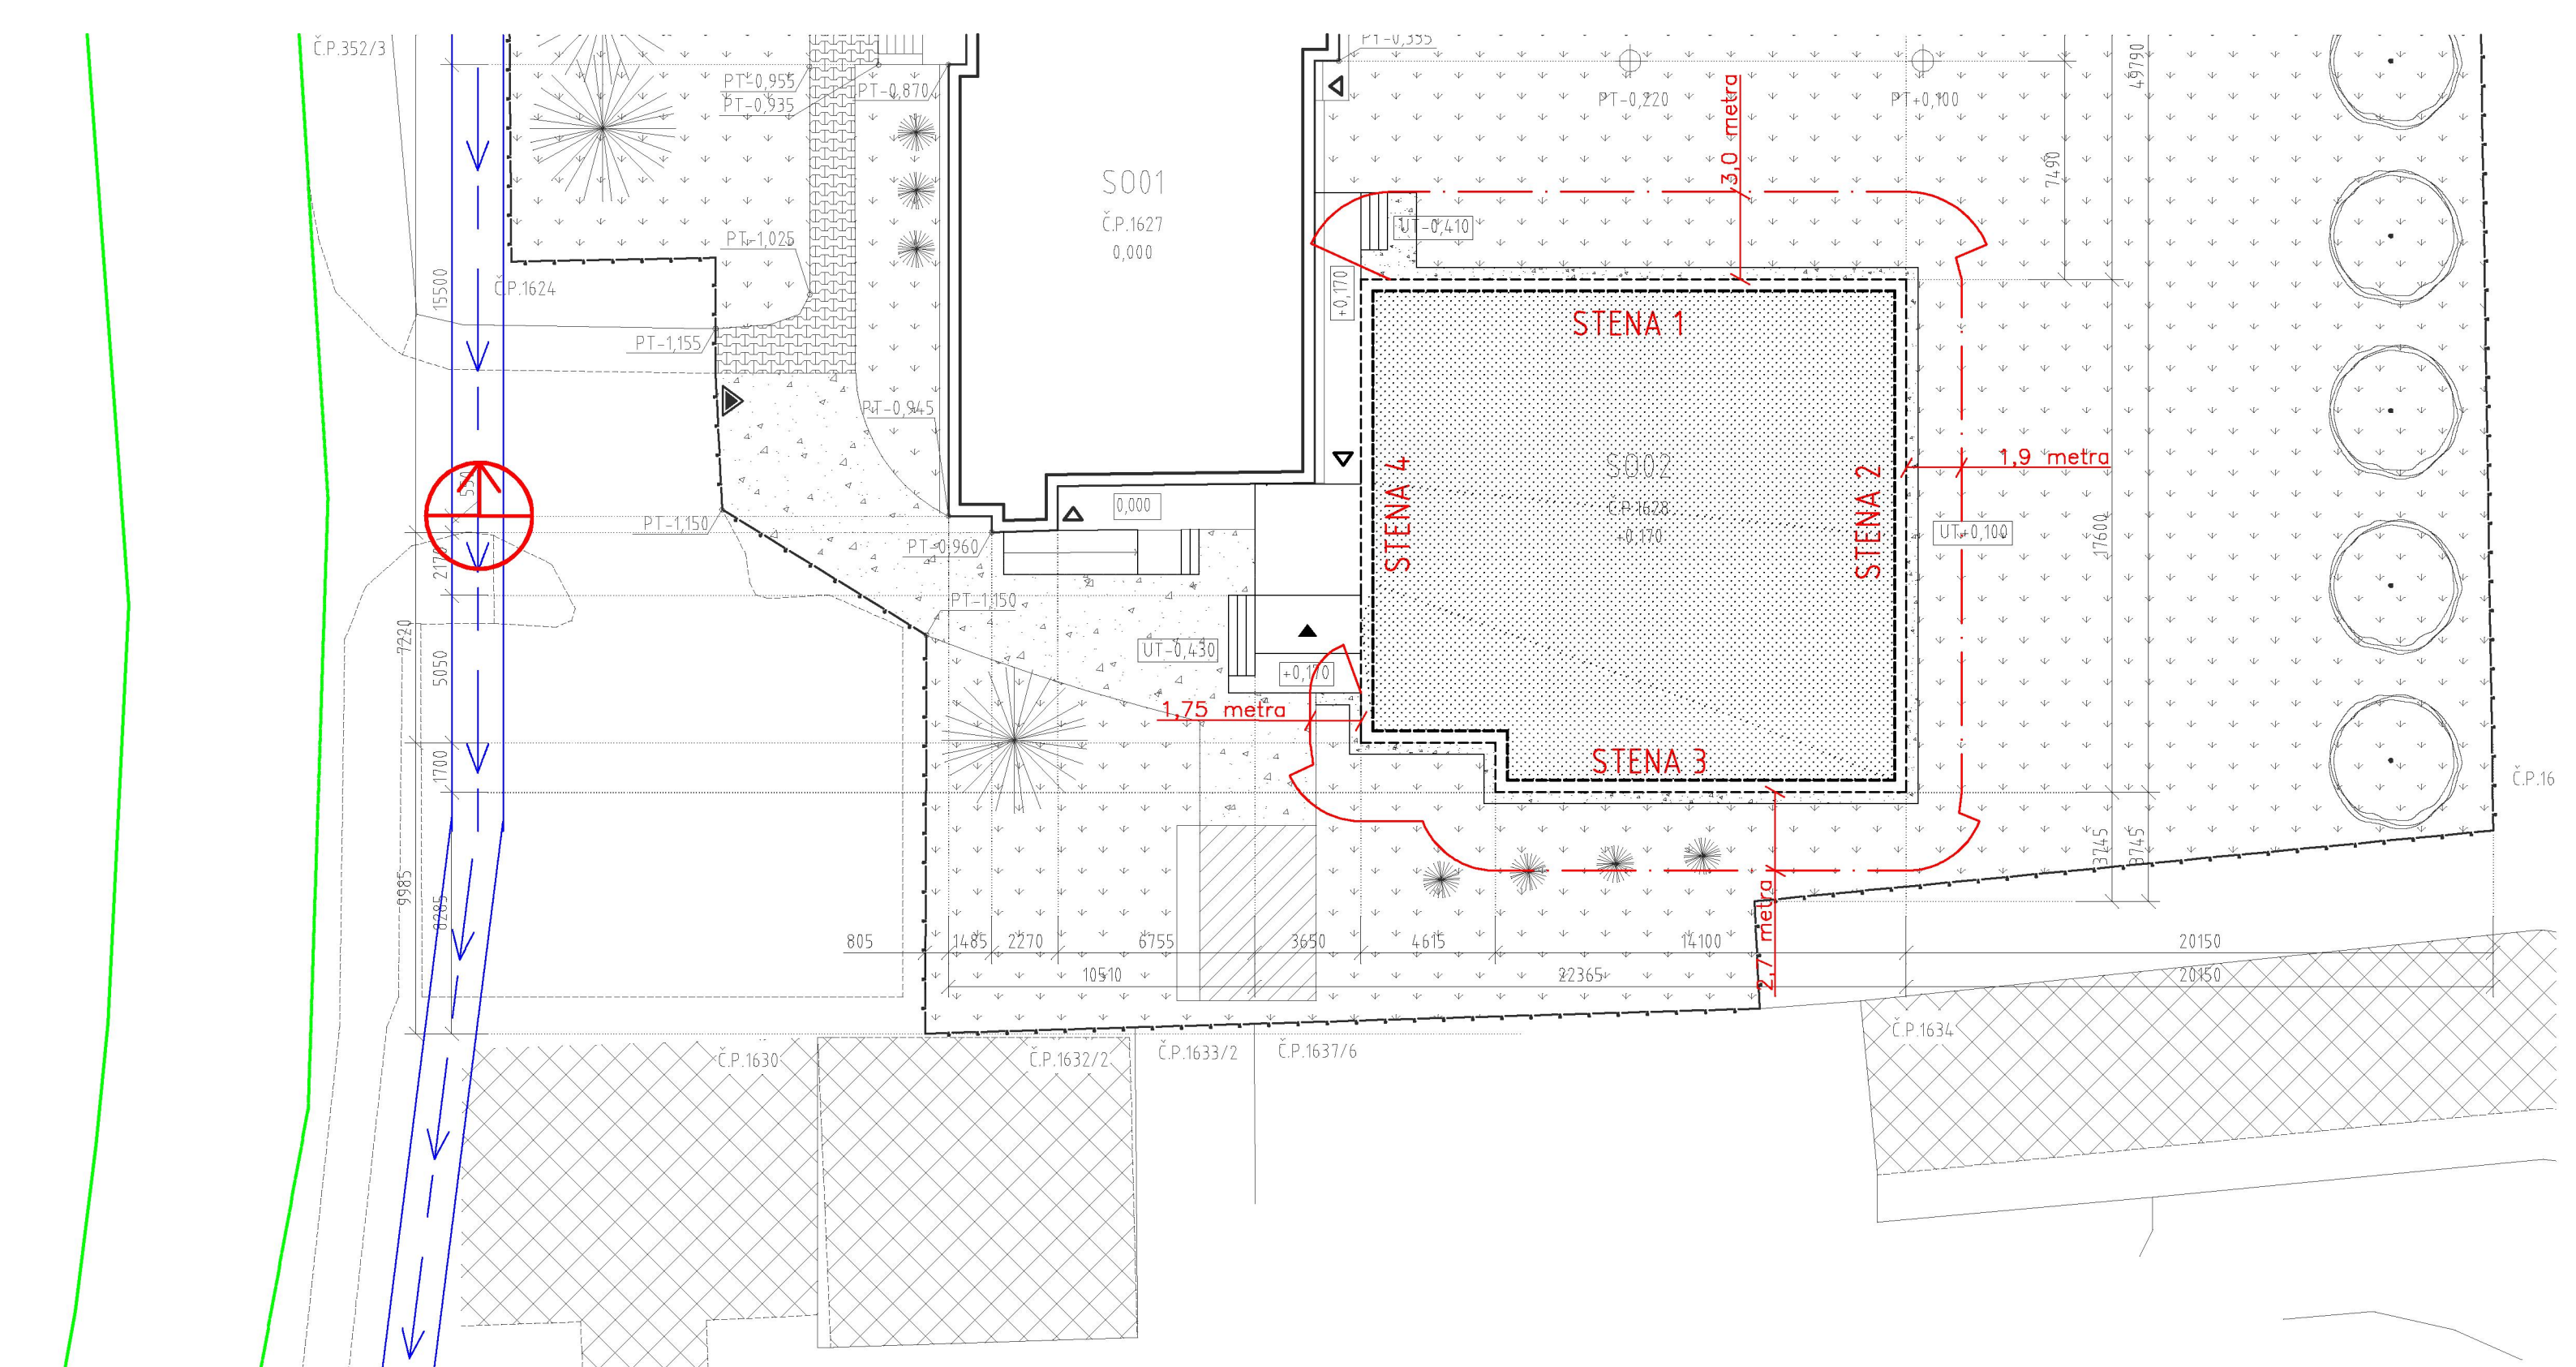 Č.P.352/3
PT-0,955
PT-0,935
PT-0,870
PT-0,335
PT-0,220
PT+0,100
3,0 metra
49790
7490
SO01
Č.P.1627
0,000
PT-1,025
UT-0,410
+0,170
15500
Č.P.1624
PT-1,155
STENA 1
PT-0,945
STENA 4
SO02
Č.P.1628
+0,170
STENA 2
1,9 metra
UT+0,100
17600
550
PT-1,150
0,000
PT-0,960
2170
PT-1,150
7220
5050
UT-0,430
+0,170
1,75 metra
1700
STENA 3
Č.P.16
3745
3745
9985
8285
2,7 metra
805
1485
2270
6755
3650
4615
14100
20150
10510
22365
20150
Č.P.1630
Č.P.1632/2
Č.P.1633/2
Č.P.1637/6
Č.P.1634